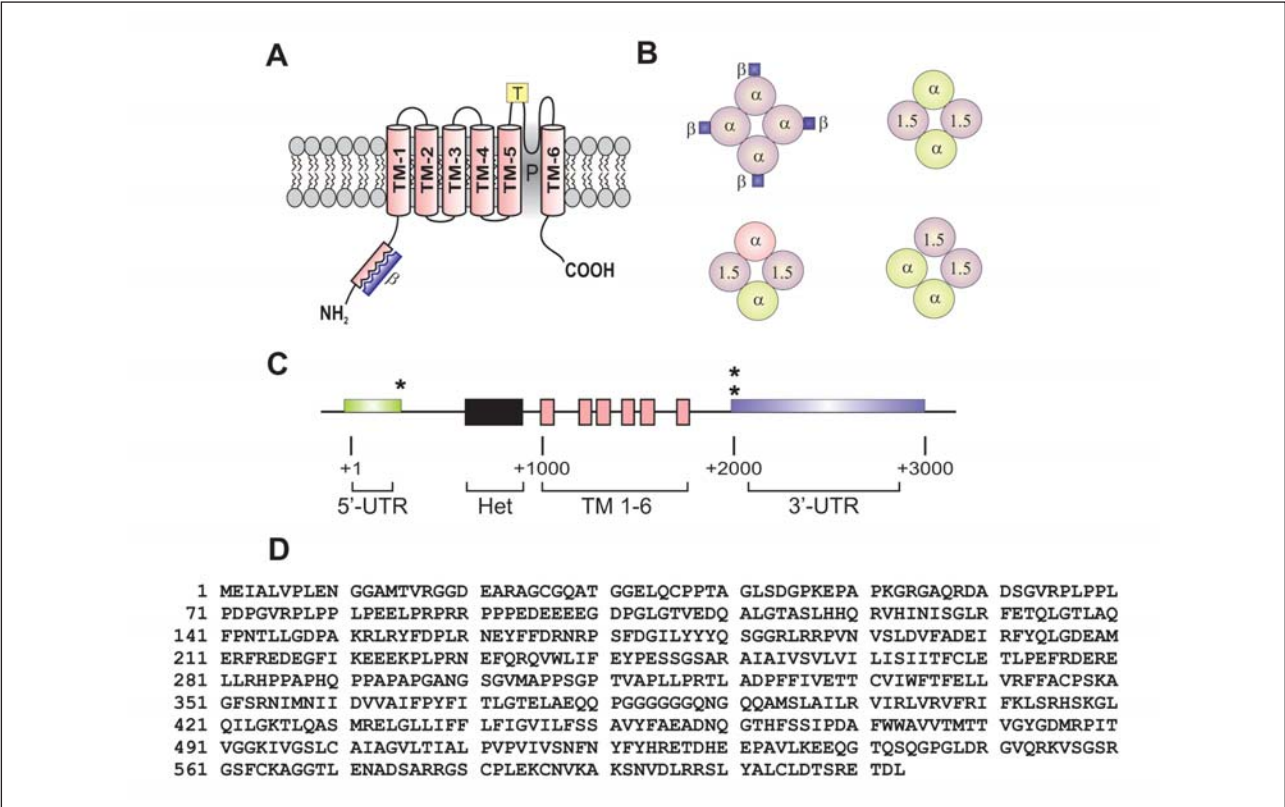 A
T
TM-1 TM-2 TM-3 TM-4 TM-5 P TM-6
β
NH2
COOH
B
β
α
β α α β
α
β
α
1.5 1.5
α
α
1.5 1.5
α
1.5
α 1.5
α
C
*
*
*
+1 +1000 +2000 +3000
5’-UTR Het TM 1-6 3’-UTR
D
1 MEIALVPLEN GGAMTVRGGD EARAGCGQAT GGELQCPPTA GLSDGPKEPA PKGRGAQRDA DSGVRPLPPL
71 PDPGVRPLPP LPEELPRPRR PPPEDEEEEG DPGLGTVEDQ ALGTASLHHQ RVHINISGLR FETQLGTLAQ
141 FPNTLLGDPA KRLRYFDPLR NEYFFDRNRP SFDGILYYYQ SGGRLRRPVN VSLDVFADEI RFYQLGDEAM
211 ERFREDEGFI KEEEKPLPRN EFQRQVWLIF EYPESSGSAR AIAIVSVLVI LISIITFCLE TLPEFRDERE
281 LLRHPPAPHQ PPAPAPGANG SGVMAPPSGP TVAPLLPRTL ADPFFIVETT CVIWFTFELL VRFFACPSKA
351 GFSRNIMNII DVVAIFPYFI TLGTELAEQQ PGGGGGGQNG QQAMSLAILR VIRLVRVFRI FKLSRHSKGL
421 QILGKTLQAS MRELGLLIFF LFIGVILFSS AVYFAEADNQ GTHFSSIPDA FWWAVVTMTT VGYGDMRPIT
491 VGGKIVGSLC AIAGVLTIAL PVPVIVSNFN YFYHRETDHE EPAVLKEEQG TQSQGPGLDR GVQRKVSGSR
561 GSFCKAGGTL ENADSARRGS CPLEKCNVKA KSNVDLRRSL YALCLDTSRE TDL